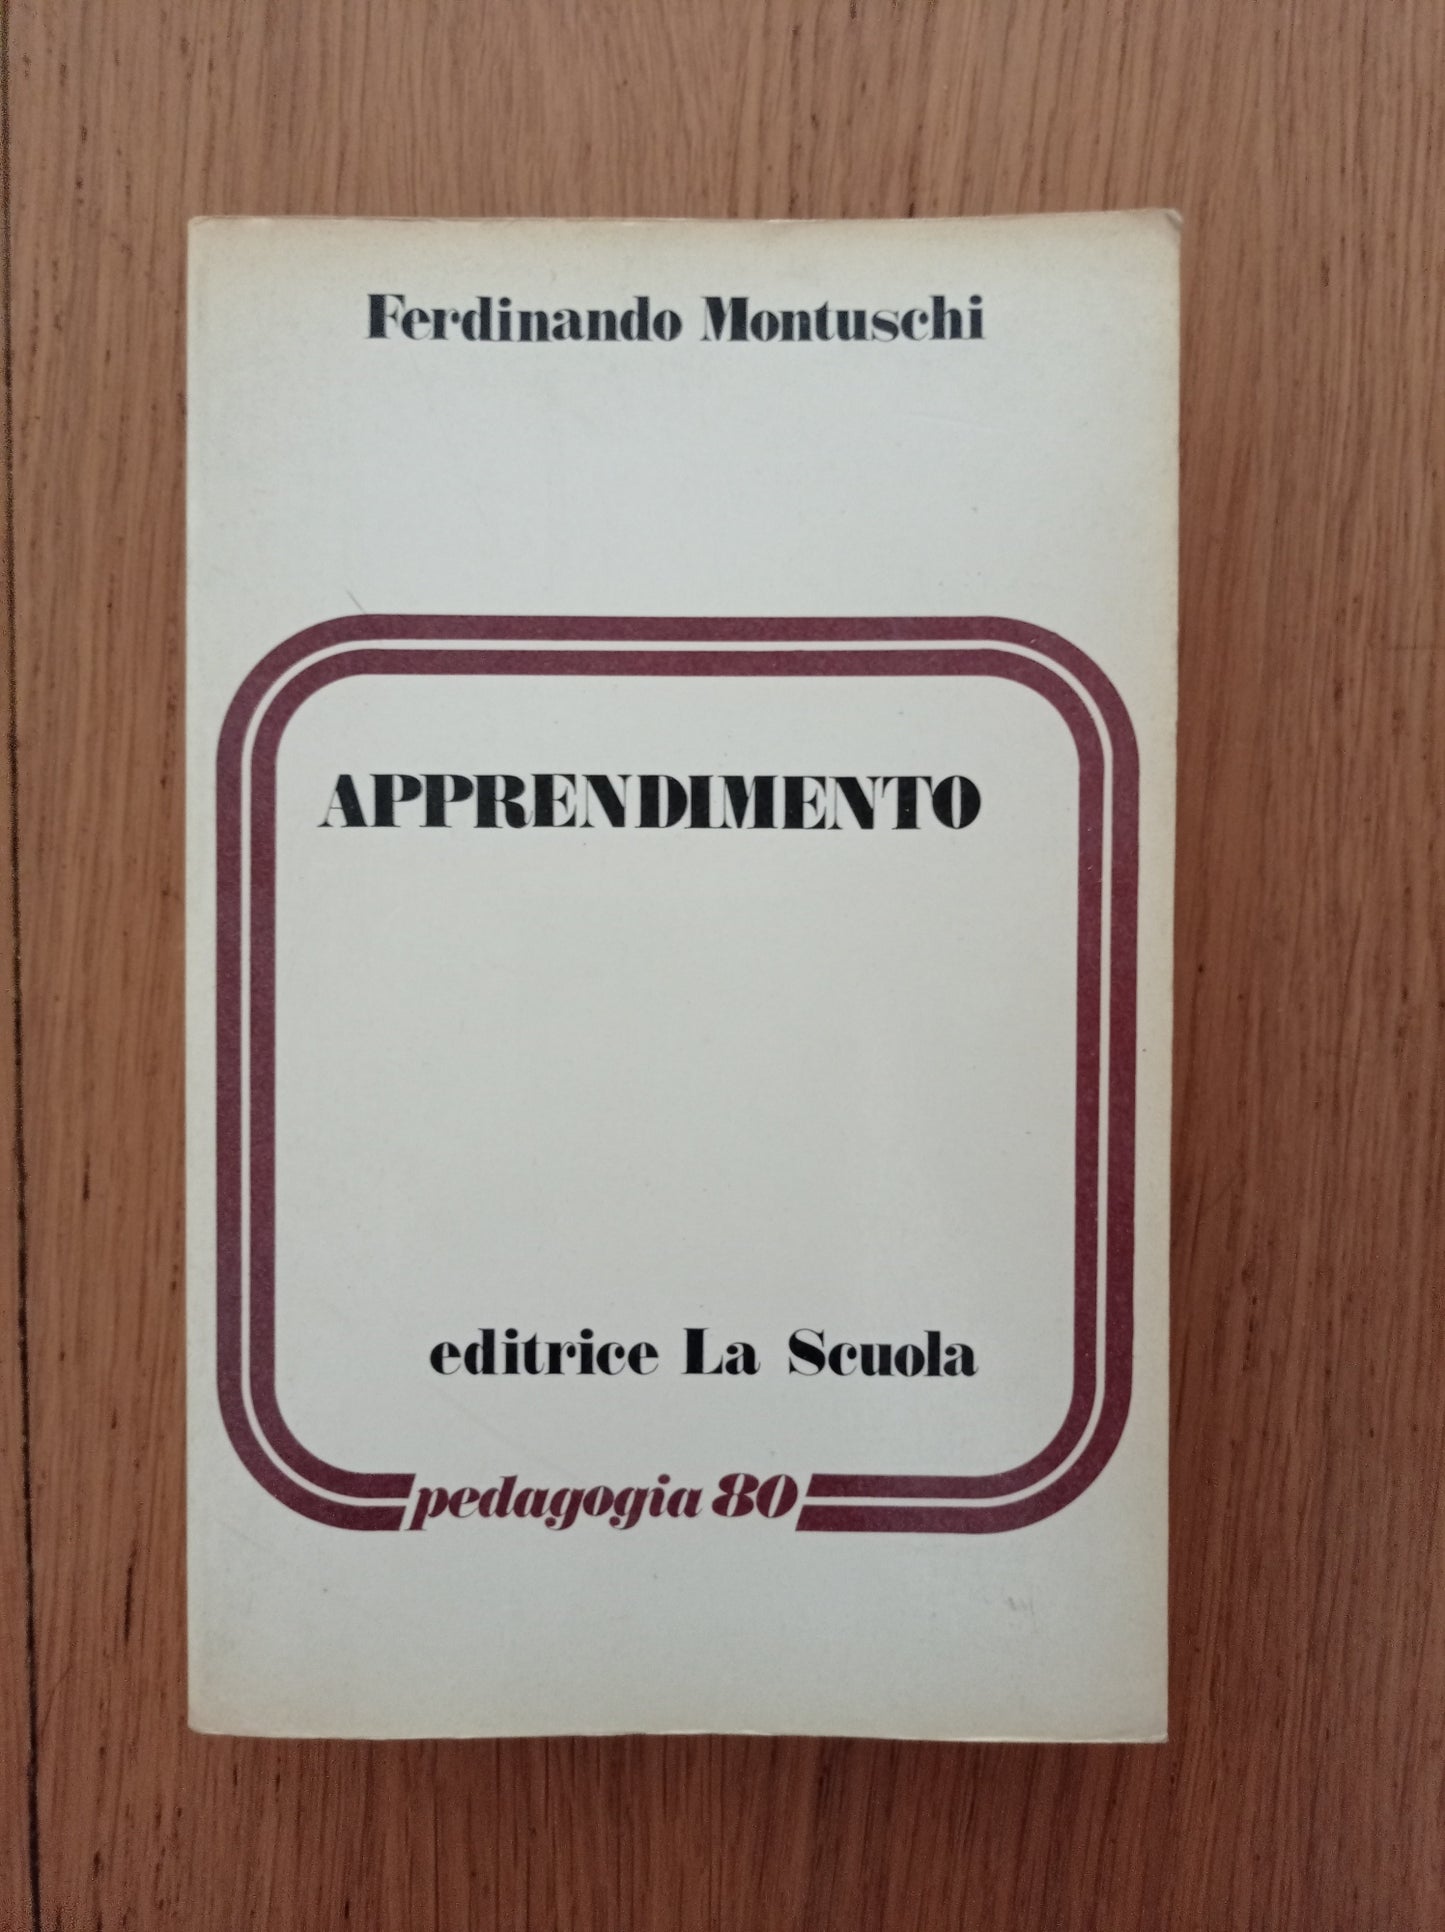 Ferdinando Montuschi
APPRENDIMENTO
editrice La Scuola
pedagogia 80